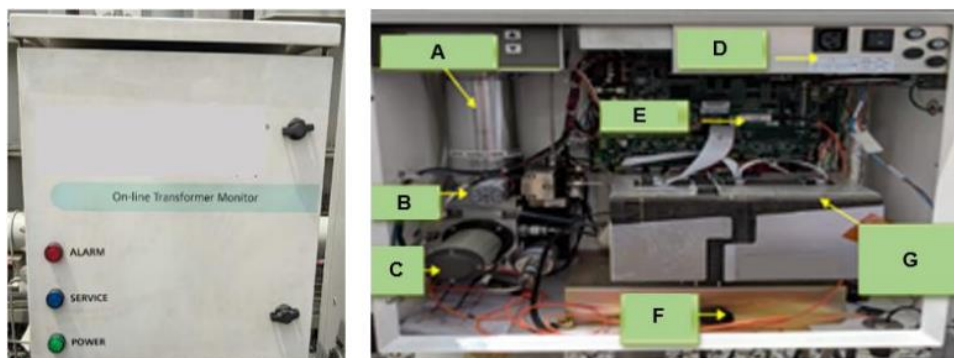 On-line Transformer Monitor
ALARM
SERVICE
POWER
A
B
C
D
E
F
G